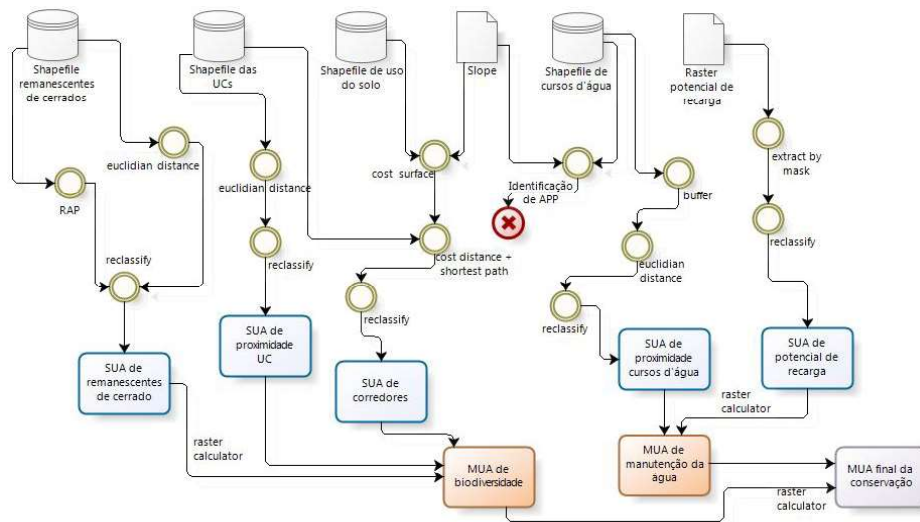 Shapefile
remanescentes
de cerrados
Shapefile das
UCs
Shapefile de uso
do solo
Slope
Shapefile de
cursos d'água
Raster
potencial de
recarga
euclidian distance
RAP
reclassify
euclidian distance
reclassify
cost surface
cost distance +
shortest path
reclassify
Identificação
de APP
buffer
euclidian
distance
reclassify
extract by
mask
reclassify
SUA de
remanescentes
de cerrado
SUA de
proximidade
UC
SUA de
corredores
SUA de
proximidade
cursos d'água
SUA de
potencial de
recarga
raster
calculator
raster
calculator
MUA de
biodiversidade
MUA de
manutenção da
água
MUA final da
conservação
raster
calculator